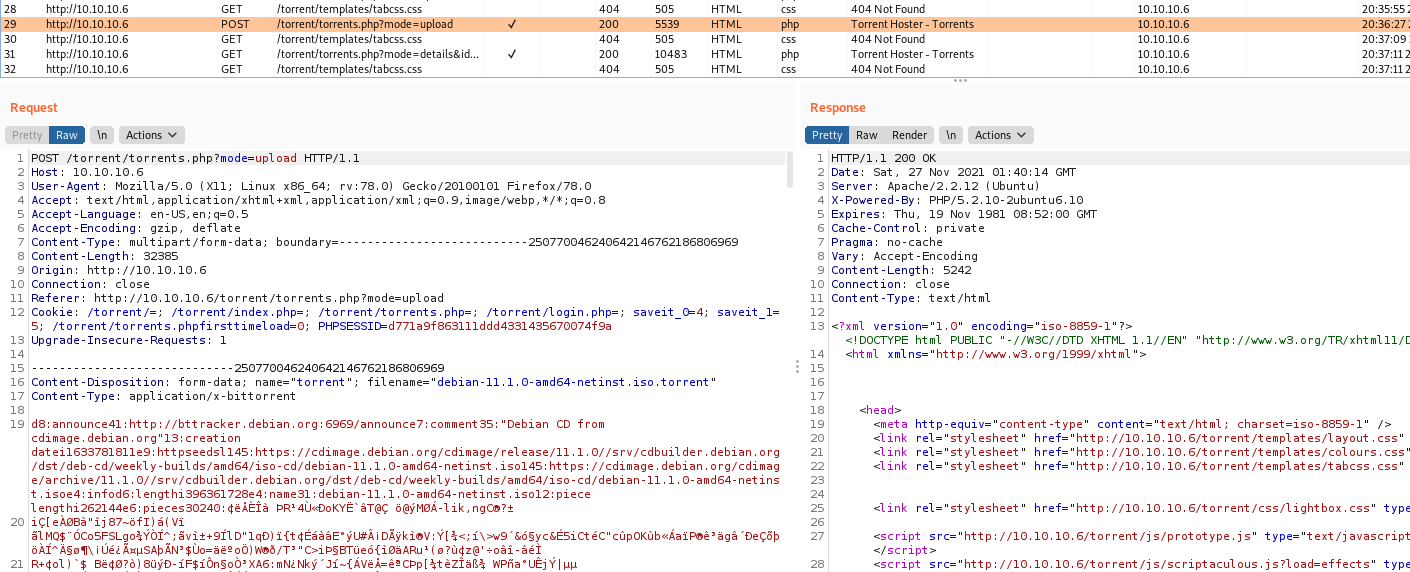 28 http://10.10.10.6 GET /torrent/templates/tabcss.css 404 505 HTML css 404 Not Found 10.10.10.6 20:35:55 2
29 http://10.10.10.6 POST /torrent/torrents.php?mode=upload ✓ 200 5539 HTML php Torrent Hoster - Torrents 10.10.10.6 20:36:27 2
30 http://10.10.10.6 GET /torrent/templates/tabcss.css 404 505 HTML css 404 Not Found 10.10.10.6 20:37:09 2
31 http://10.10.10.6 GET /torrent/torrents.php?mode=details&id... ✓ 200 10483 HTML php Torrent Hoster - Torrents 10.10.10.6 20:37:11 2
32 http://10.10.10.6 GET /torrent/templates/tabcss.css 404 505 HTML css 404 Not Found 10.10.10.6 20:37:11 2
Request
Pretty Raw \n Actions
1 POST /torrent/torrents.php?mode=upload HTTP/1.1
2 Host: 10.10.10.6
3 User-Agent: Mozilla/5.0 (X11; Linux x86_64; rv:78.0) Gecko/20100101 Firefox/78.0
4 Accept: text/html,application/xhtml+xml,application/xml;q=0.9,image/webp,*/*;q=0.8
5 Accept-Language: en-US,en;q=0.5
6 Accept-Encoding: gzip, deflate
7 Content-Type: multipart/form-data; boundary=---------------------------250770046240642146762186806969
8 Content-Length: 32385
9 Origin: http://10.10.10.6
10 Connection: close
11 Referer: http://10.10.10.6/torrent/torrents.php?mode=upload
12 Cookie: /torrent/=; /torrent/index.php=; /torrent/torrents.php=; /torrent/login.php=; saveit_0=4; saveit_1=
5; /torrent/torrents.phpfirsttimeload=0; PHPSESSID=d771a9f863111ddd4331435670074f9a
13 Upgrade-Insecure-Requests: 1
14
15 -----------------------------250770046240642146762186806969
16 Content-Disposition: form-data; name="torrent"; filename="debian-11.1.0-amd64-netinst.iso.torrent"
17 Content-Type: application/x-bittorrent
18
19 d8:announce41:http://bttracker.debian.org:6969/announce7:comment35:"Debian CD from
cdimage.debian.org"13:creation
datei1633781811e9:httpseedsl145:https://cdimage.debian.org/cdimage/release/11.1.0//srv/cdbuilder.debian.org
/dst/deb-cd/weekly-builds/amd64/iso-cd/debian-11.1.0-amd64-netinst.iso145:https://cdimage.debian.org/cdimag
e/archive/11.1.0//srv/cdbuilder.debian.org/dst/deb-cd/weekly-builds/amd64/iso-cd/debian-11.1.0-amd64-netins
t.isoe4:infod6:lengthi396361728e4:name31:debian-11.1.0-amd64-netinst.iso12:piece
lengthi262144e6:pieces30240:
20
21
Response
Pretty Raw Render \n Actions
1 HTTP/1.1 200 OK
2 Date: Sat, 27 Nov 2021 01:40:14 GMT
3 Server: Apache/2.2.12 (Ubuntu)
4 X-Powered-By: PHP/5.2.10-2ubuntu6.10
5 Expires: Thu, 19 Nov 1981 08:52:00 GMT
6 Cache-Control: private
7 Pragma: no-cache
8 Vary: Accept-Encoding
9 Content-Length: 5242
10 Connection: close
11 Content-Type: text/html
12
13 <?xml version="1.0" encoding="iso-8859-1"?>
<!DOCTYPE html PUBLIC "-//W3C//DTD XHTML 1.1//EN" "http://www.w3.org/TR/xhtml11/D
14 <html xmlns="http://www.w3.org/1999/xhtml">
15
16
17
18 <head>
19 <meta http-equiv="content-type" content="text/html; charset=iso-8859-1" />
20 <link rel="stylesheet" href="http://10.10.10.6/torrent/templates/layout.css"
21 <link rel="stylesheet" href="http://10.10.10.6/torrent/templates/colours.css"
22 <link rel="stylesheet" href="http://10.10.10.6/torrent/templates/tabcss.css"
23
24
25 <link rel="stylesheet" href="http://10.10.10.6/torrent/css/lightbox.css" type
26
27 <script src="http://10.10.10.6/torrent/js/prototype.js" type="text/javascript
</script>
28 <script src="http://10.10.10.6/torrent/js/scriptaculous.js?load=effects" type